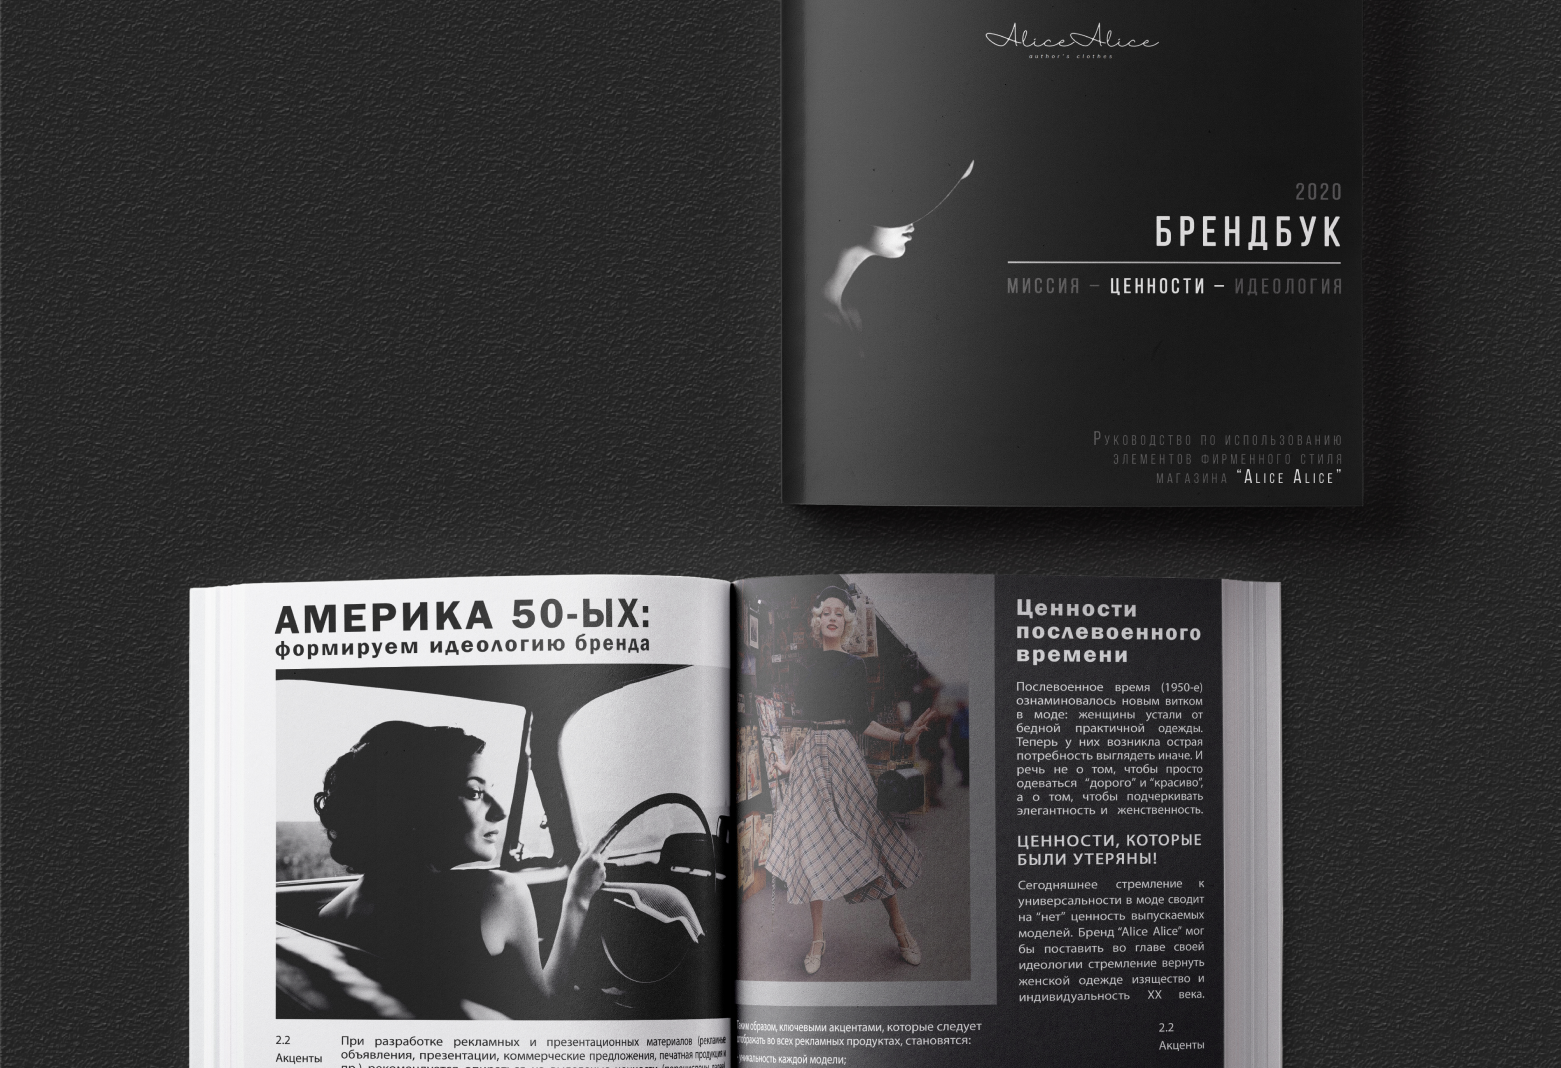 AliceAlice
author's clothes
2020
БРЕНДБУК
МИССИЯ – ЦЕННОСТИ – ИДЕОЛОГИЯ
Руководство по использованию
элементов фирменного стиля
магазина “Alice Alice”
АМЕРИКА 50-ЫХ:
формируем идеологию бренда
2.2
Акценты
При разработке рекламных и презентационных материалов (рекламные
объявления, презентации, коммерческие предложения, печатная продукция и
Ценности
послевоенного
времени
Послевоенное время (1950-е)
ознаминовалось новым витком
в моде: женщины устали от
бедной практичной одежды.
Теперь у них возникла острая
потребность выглядеть иначе. И
речь не о том, чтобы просто
одеваться “дорого” и “красиво”,
а о том, чтобы подчеркивать
элегантность и женственность.
ЦЕННОСТИ, КОТОРЫЕ
БЫЛИ УТЕРЯНЫ!
Сегодняшнее стремление к
универсальности в моде сводит
на “нет” ценность выпускаемых
моделей. Бренд “Alice Alice” мог
бы поставить во главе своей
идеологии стремление вернуть
женской одежде изящество и
индивидуальность XX века.
Таким образом, ключевыми акцентами, которые следует
отображать во всех рекламных продуктах, становятся:
- уникальность каждой модели;
2.2
Акценты